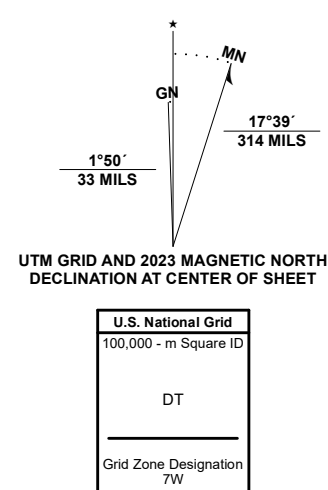 ★
MN
GN
17°39´
314 MILS
1°50´
33 MILS
UTM GRID AND 2023 MAGNETIC NORTH
DECLINATION AT CENTER OF SHEET
U.S. National Grid
100,000 - m Square ID
DT
Grid Zone Designation
7W